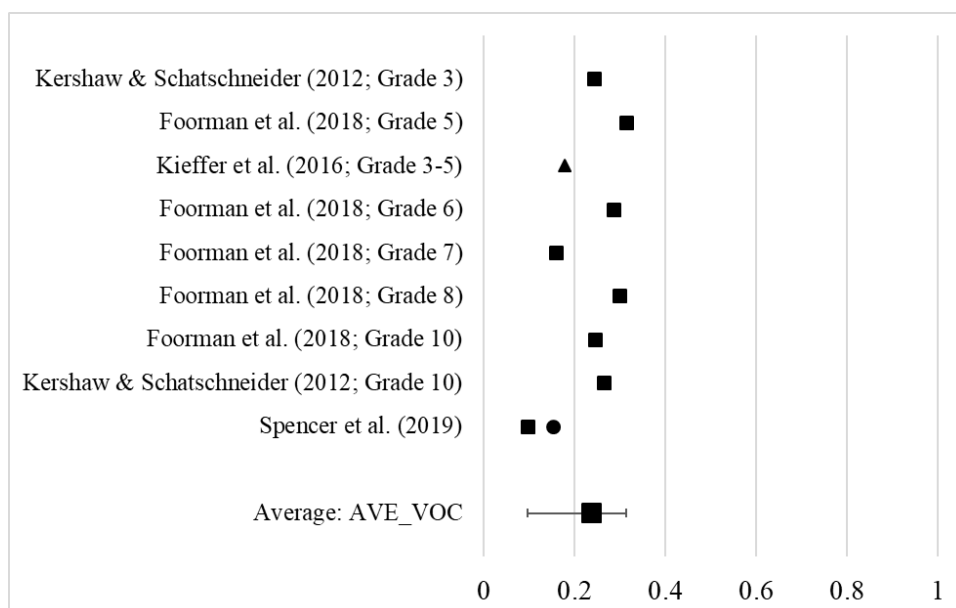 Kershaw & Schatschneider (2012; Grade 3)
Foorman et al. (2018; Grade 5)
Kieffer et al. (2016; Grade 3-5)
Foorman et al. (2018; Grade 6)
Foorman et al. (2018; Grade 7)
Foorman et al. (2018; Grade 8)
Foorman et al. (2018; Grade 10)
Kershaw & Schatschneider (2012; Grade 10)
Spencer et al. (2019)
Average: AVE_VOC
0 0.2 0.4 0.6 0.8 1